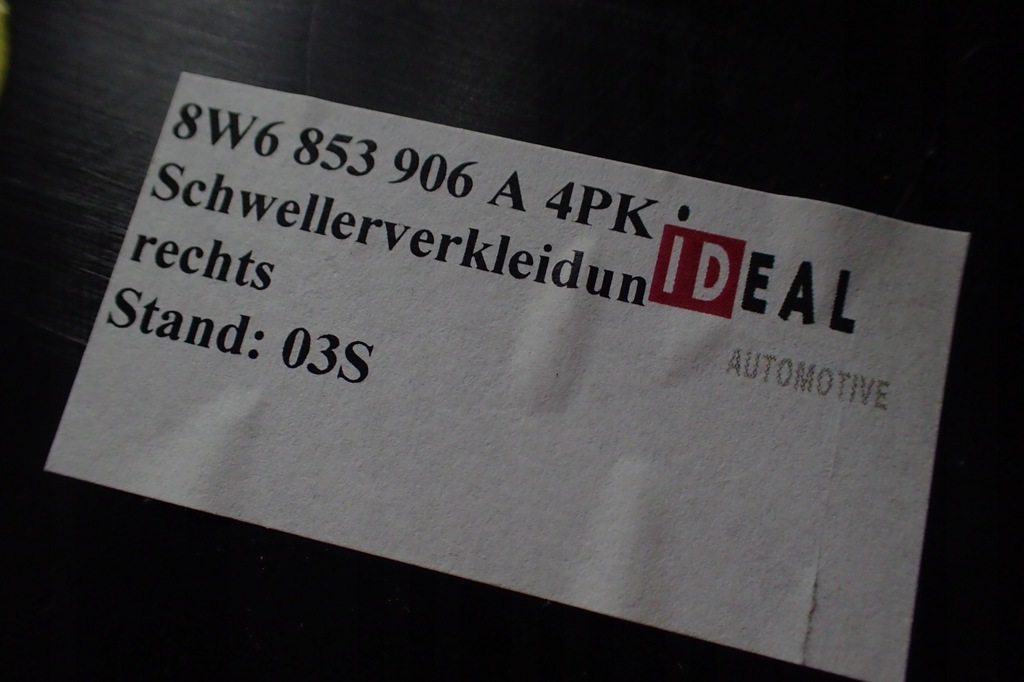 8W6 853 906 A 4PK
Schwellerverkleidun
rechts
Stand: 03S
iDEAL
AUTOMOTIVE